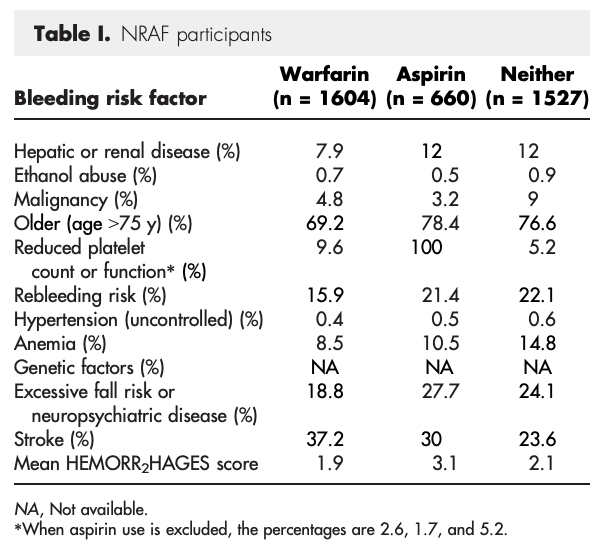 Table I. NRAF participants
Warfarin Aspirin Neither
Bleeding risk factor (n = 1604) (n = 660) (n = 1527)
Hepatic or renal disease (%) 7.9 12 12
Ethanol abuse (%) 0.7 0.5 0.9
Malignancy (%) 4.8 3.2 9
Older (age >75 y) (%) 69.2 78.4 76.6
Reduced platelet 9.6 100 5.2
count or function* (%)
Rebleeding risk (%) 15.9 21.4 22.1
Hypertension (uncontrolled) (%) 0.4 0.5 0.6
Anemia (%) 8.5 10.5 14.8
Genetic factors (%) NA NA NA
Excessive fall risk or 18.8 27.7 24.1
neuropsychiatric disease (%)
Stroke (%) 37.2 30 23.6
Mean HEMORR₂HAGES score 1.9 3.1 2.1
NA, Not available.
*When aspirin use is excluded, the percentages are 2.6, 1.7, and 5.2.